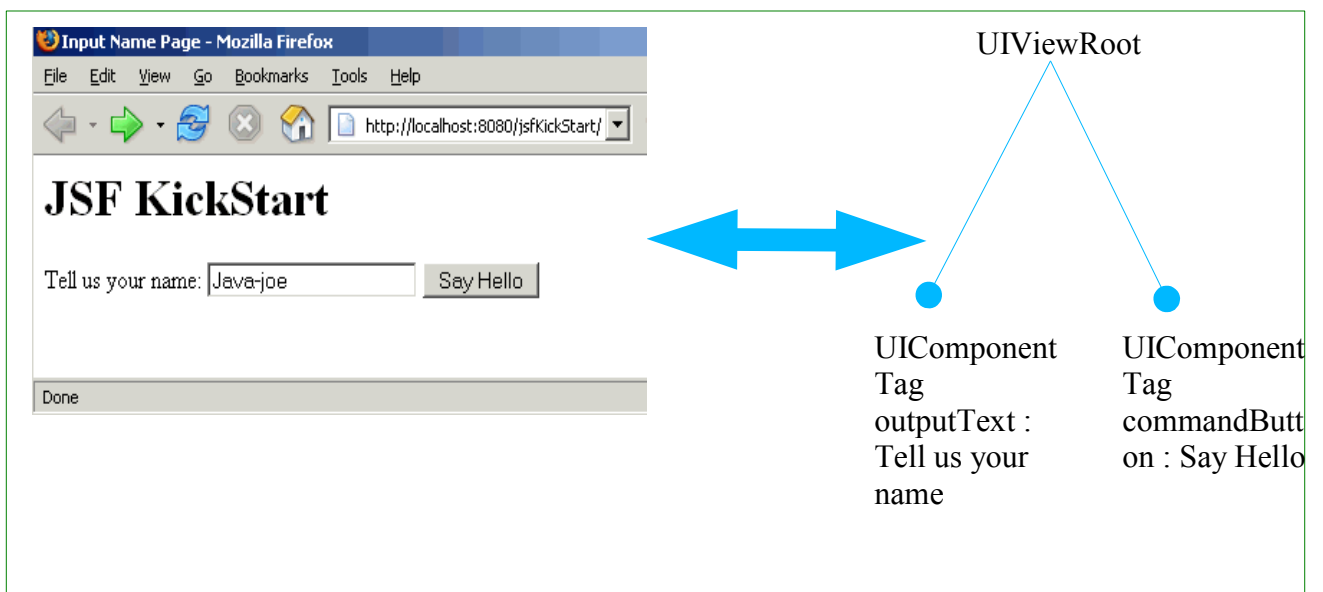 Input Name Page - Mozilla Firefox
File Edit View Go Bookmarks Tools Help
http://localhost:8080/jsfKickStart/
JSF KickStart
Tell us your name: Java-joe Say Hello
Done
UIViewRoot
UIComponent
Tag
outputText :
Tell us your
name
UIComponent
Tag
commandButt
on : Say Hello